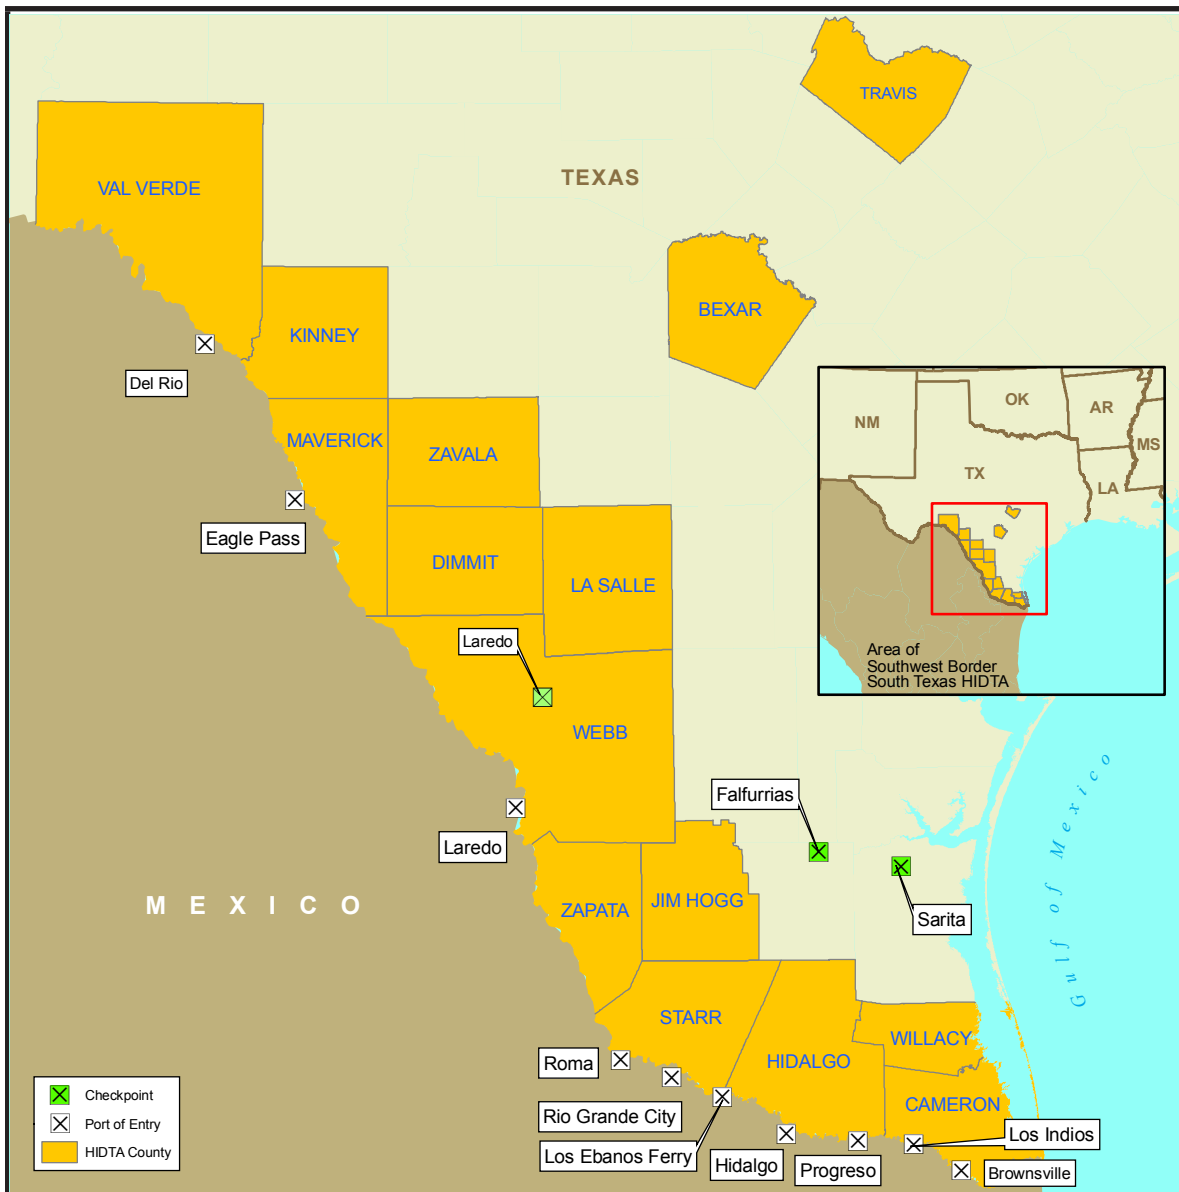 TRAVIS
TEXAS
VAL VERDE
BEXAR
KINNEY
Del Rio
MAVERICK
ZAVALA
Eagle Pass
DIMMIT
LA SALLE
Laredo
WEBB
NM
OK
AR
MS
TX
LA
Area of
Southwest Border
South Texas HIDTA
Gulf of Mexico
Falfurrias
Laredo
MEXICO
ZAPATA
JIM HOGG
Sarita
STARR
WILLACY
HIDALGO
Roma
CAMERON
Rio Grande City
Los Ebanos Ferry
Hidalgo
Progreso
Los Indios
Brownsville
Checkpoint
Port of Entry
HIDTA County